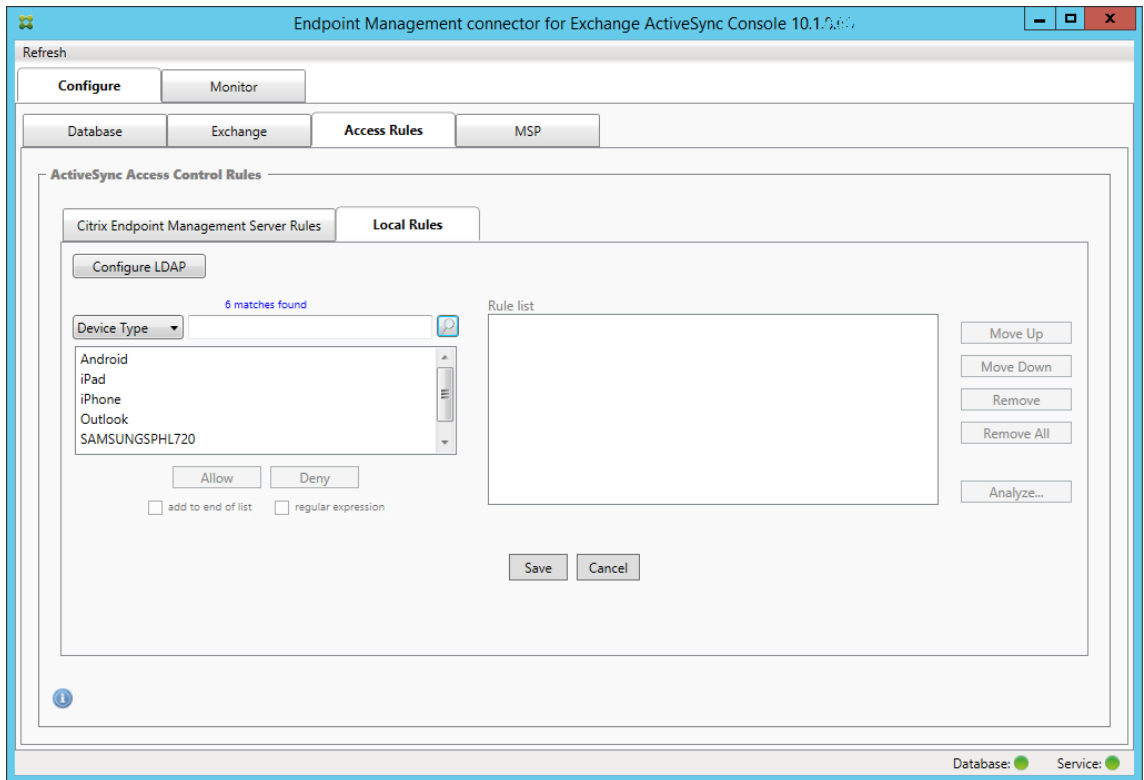 Endpoint Management connector for Exchange ActiveSync Console 10.1.
Refresh
Configure Monitor
Database Exchange Access Rules MSP
ActiveSync Access Control Rules
Citrix Endpoint Management Server Rules Local Rules
Configure LDAP
6 matches found Rule list
Device Type
Android
iPad
iPhone
Outlook
SAMSUNGSPHL720
Move Up
Move Down
Remove
Remove All
Analyze...
Allow Deny
add to end of list regular expression
Save Cancel
Database: Service: